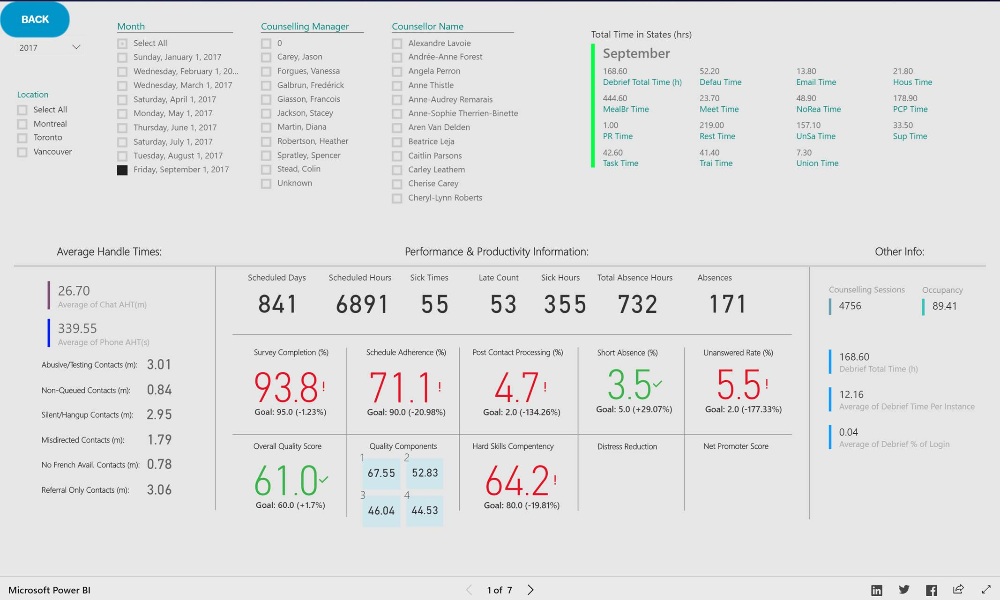 BACK
2017
Location
Select All
Montreal
Toronto
Vancouver
Month
Select All
Sunday, January 1, 2017
Wednesday, February 1, 20...
Wednesday, March 1, 2017
Saturday, April 1, 2017
Monday, May 1, 2017
Thursday, June 1, 2017
Saturday, July 1, 2017
Tuesday, August 1, 2017
Friday, September 1, 2017
Counselling Manager
0
Carey, Jason
Forgues, Vanessa
Galbrun, Fredérick
Giasson, Francois
Jackson, Stacey
Martin, Diana
Robertson, Heather
Spratley, Spencer
Stead, Colin
Unknown
Counsellor Name
Alexandre Lavoie
Andrée-Anne Forest
Angela Perron
Anne Thistle
Anne-Audrey Remarais
Anne-Sophie Therrien-Binette
Aren Van Delden
Beatrice Leja
Caitlin Parsons
Carley Leathem
Cherise Carey
Cheryl-Lynn Roberts
Total Time in States (hrs)
September
168.60 52.20 13.80 21.80
Debrief Total Time (h) Defau Time Email Time Hous Time
444.60 23.70 48.90 178.90
MealBr Time Meet Time NoRea Time PCP Time
1.00 219.00 157.10 33.50
PR Time Rest Time UnSa Time Sup Time
42.60 41.40 7.30
Task Time Trai Time Union Time
Average Handle Times:
26.70
Average of Chat AHT(m)
339.55
Average of Phone AHT(s)
Abusive/Testing Contacts (m): 3.01
Non-Queued Contacts (m): 0.84
Silent/Hangup Contacts (m): 2.95
Misdirected Contacts (m): 1.79
No French Avail. Contacts (m): 0.78
Referral Only Contacts (m): 3.06
Performance & Productivity Information:
Scheduled Days Scheduled Hours Sick Times Late Count Sick Hours Total Absence Hours Absences
841 6891 55 53 355 732 171
Survey Completion (%) Schedule Adherence (%) Post Contact Processing (%) Short Absence (%) Unanswered Rate (%)
93.8! 71.1! 4.7! 3.5✓ 5.5!
Goal: 95.0 (-1.23%) Goal: 90.0 (-20.98%) Goal: 2.0 (-134.26%) Goal: 5.0 (+29.07%) Goal: 2.0 (-177.33%)
Overall Quality Score Quality Components Hard Skills Compentency Distress Reduction Net Promoter Score
61.0✓
Goal: 60.0 (+1.7%)
1 2
67.55 52.83
3 4
46.04 44.53
64.2!
Goal: 80.0 (-19.81%)
Other Info:
Counselling Sessions Occupancy
4756 89.41
168.60
Debrief Total Time (h)
12.16
Average of Debrief Time Per Instance
0.04
Average of Debrief % of Login
Microsoft Power BI
1 of 7